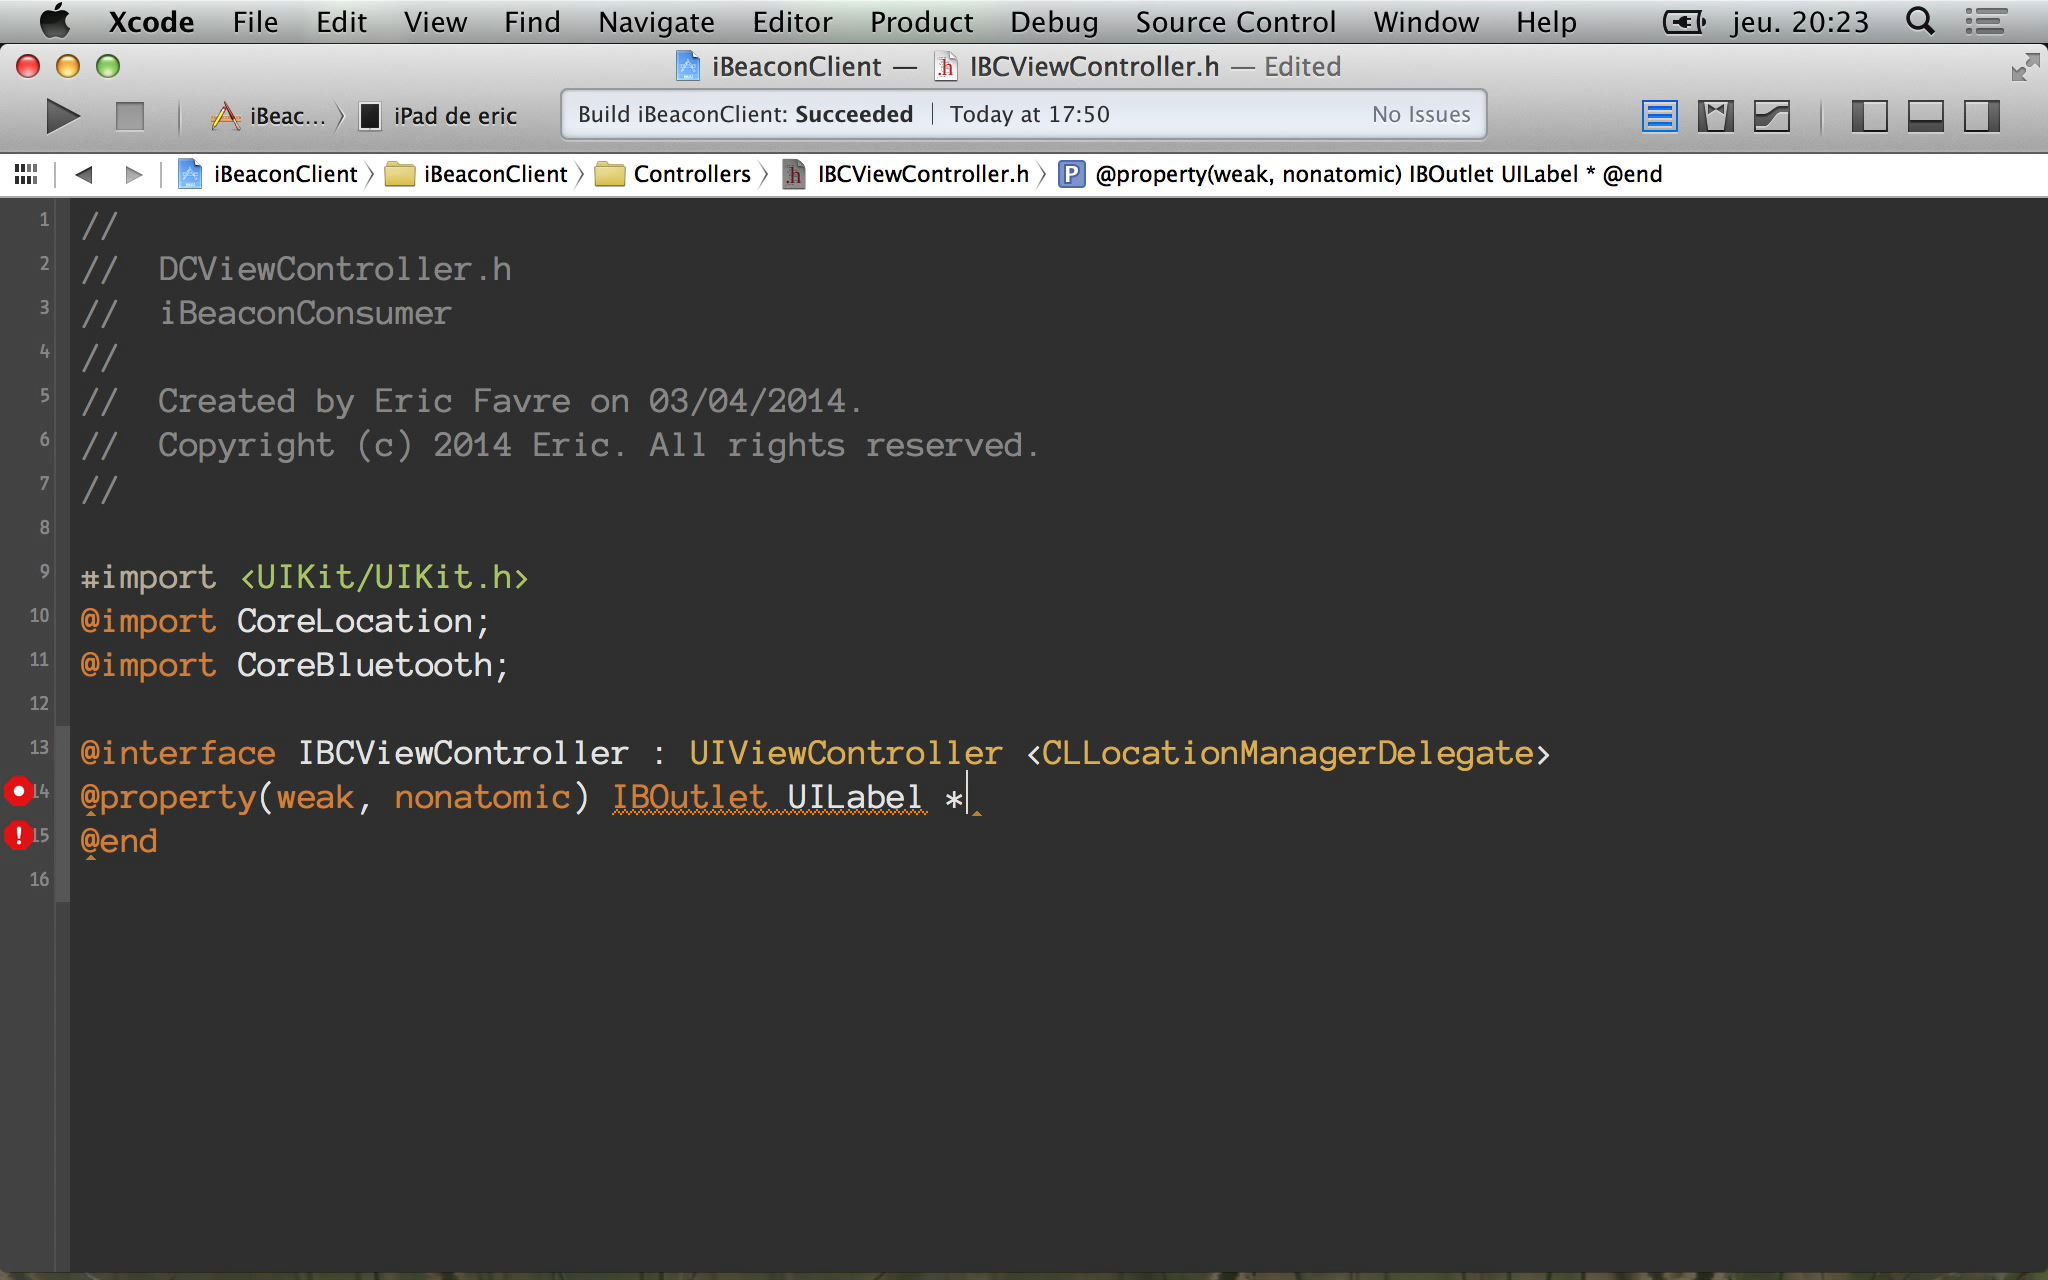 Xcode File Edit View Find Navigate Editor Product Debug Source Control Window Help jeu. 20:23
iBeaconClient — IBCViewController.h — Edited
iBeac... iPad de eric Build iBeaconClient: Succeeded | Today at 17:50 No Issues
iBeaconClient iBeaconClient Controllers IBCViewController.h P @property(weak, nonatomic) IBOutlet UILabel * @end
1 //
2 //  DCViewController.h
3 //  iBeaconConsumer
4 //
5 //  Created by Eric Favre on 03/04/2014.
6 //  Copyright (c) 2014 Eric. All rights reserved.
7 //
8
9 #import <UIKit/UIKit.h>
10 @import CoreLocation;
11 @import CoreBluetooth;
12
13 @interface IBCViewController : UIViewController <CLLocationManagerDelegate>
14 @property(weak, nonatomic) IBOutlet UILabel *
15 @end
16